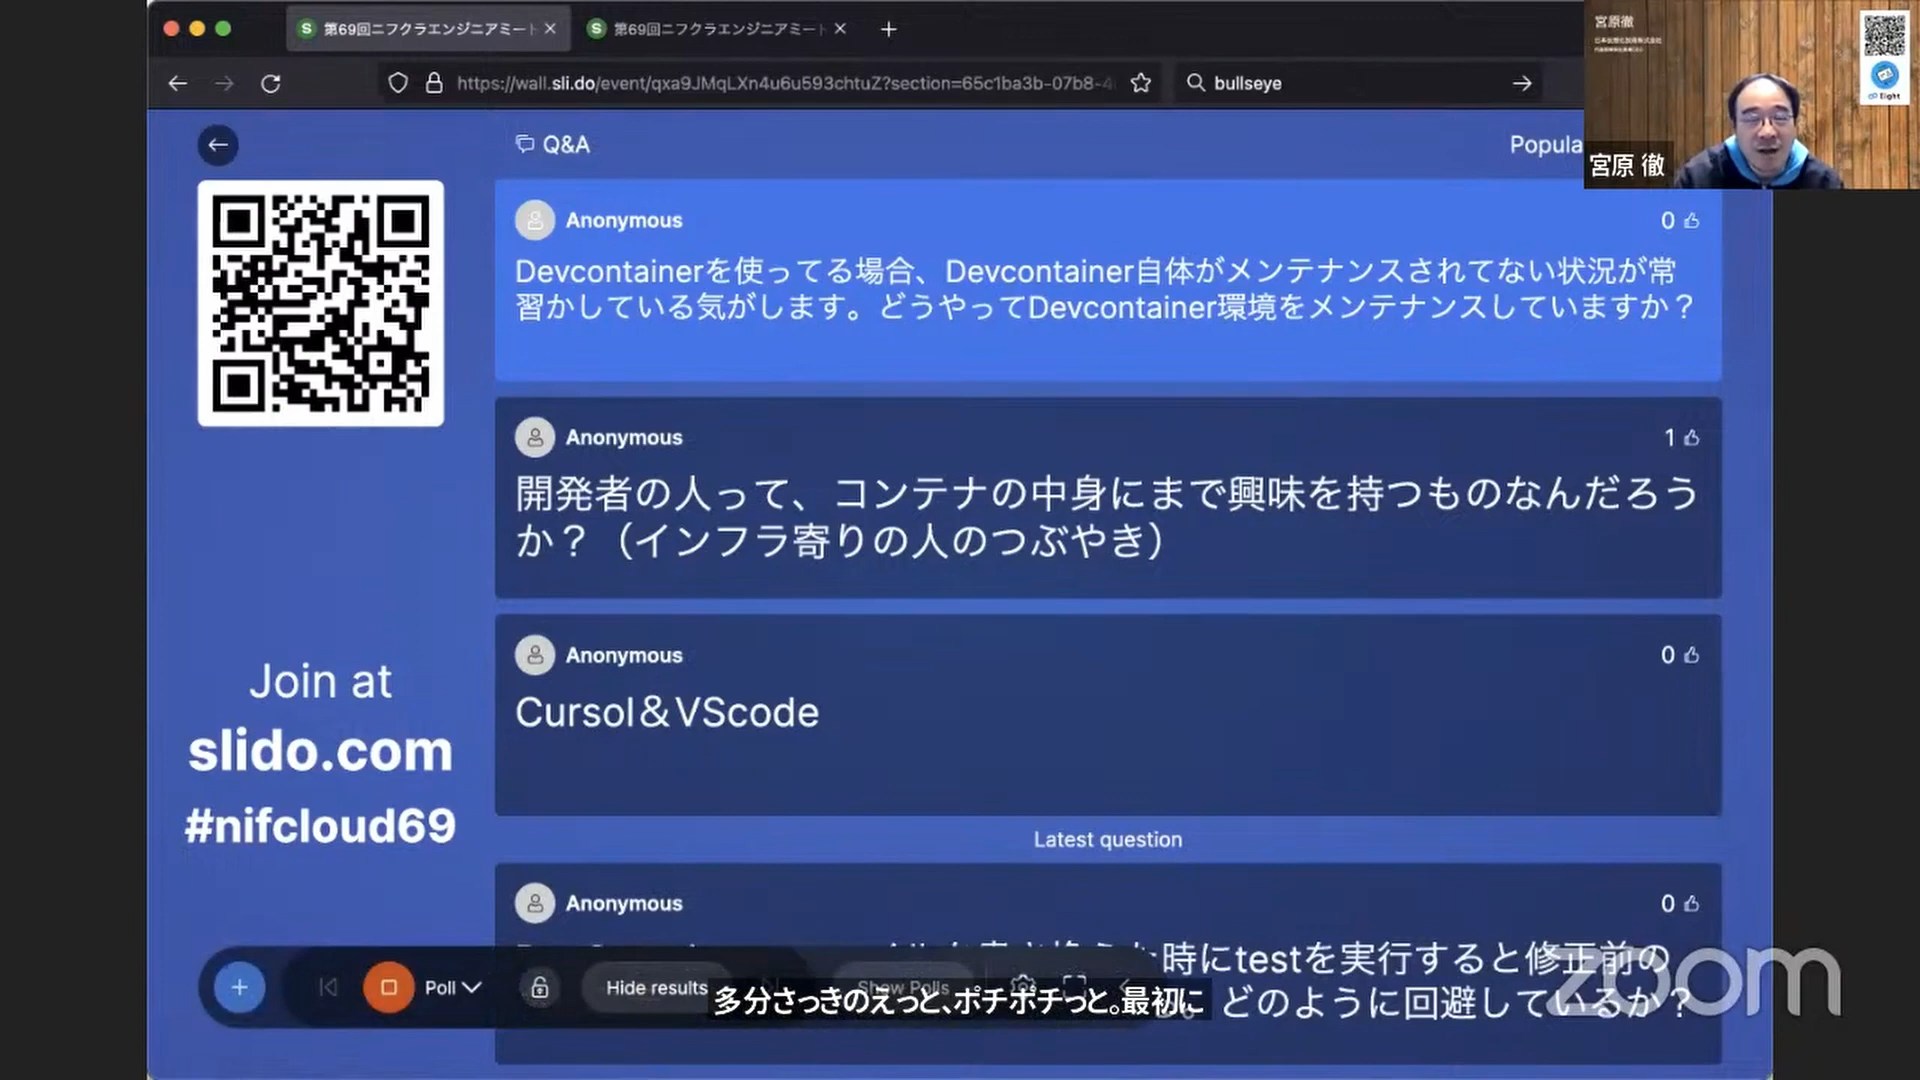 第69回ニフクラエンジニアミート
第69回ニフクラエンジニアミート
https://wall.sli.do/event/qxa9JMqLXn4u6u593chtuZ?section=65c1ba3b-07b8-4
bullseye
宮原徹
Eight
宮原 徹
Q&A
Popula
Anonymous
0
Devcontainerを使ってる場合、Devcontainer自体がメンテナンスされてない状況が常
習かしている気がします。どうやってDevcontainer環境をメンテナンスしていますか？
Anonymous
1
開発者の人って、コンテナの中身にまで興味を持つものなんだろう
か？（インフラ寄りの人のつぶやき）
Anonymous
0
Cursol＆VScode
Join at
slido.com
#nifcloud69
Latest question
Anonymous
0
時にtestを実行すると修正前の
どのように回避しているか？
Poll
Hide results
Show Polls
多分さっきのえっと、ポチポチっと。最初に
zoom